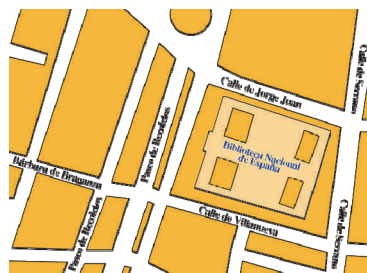 Calle de Serrano
Calle de Jorge Juan
Paseo de Recoletos
Biblioteca Nacional
de España
Bárbara de Braganza
Calle de Villanueva
Paseo de Recoletos
Calle de Serrano